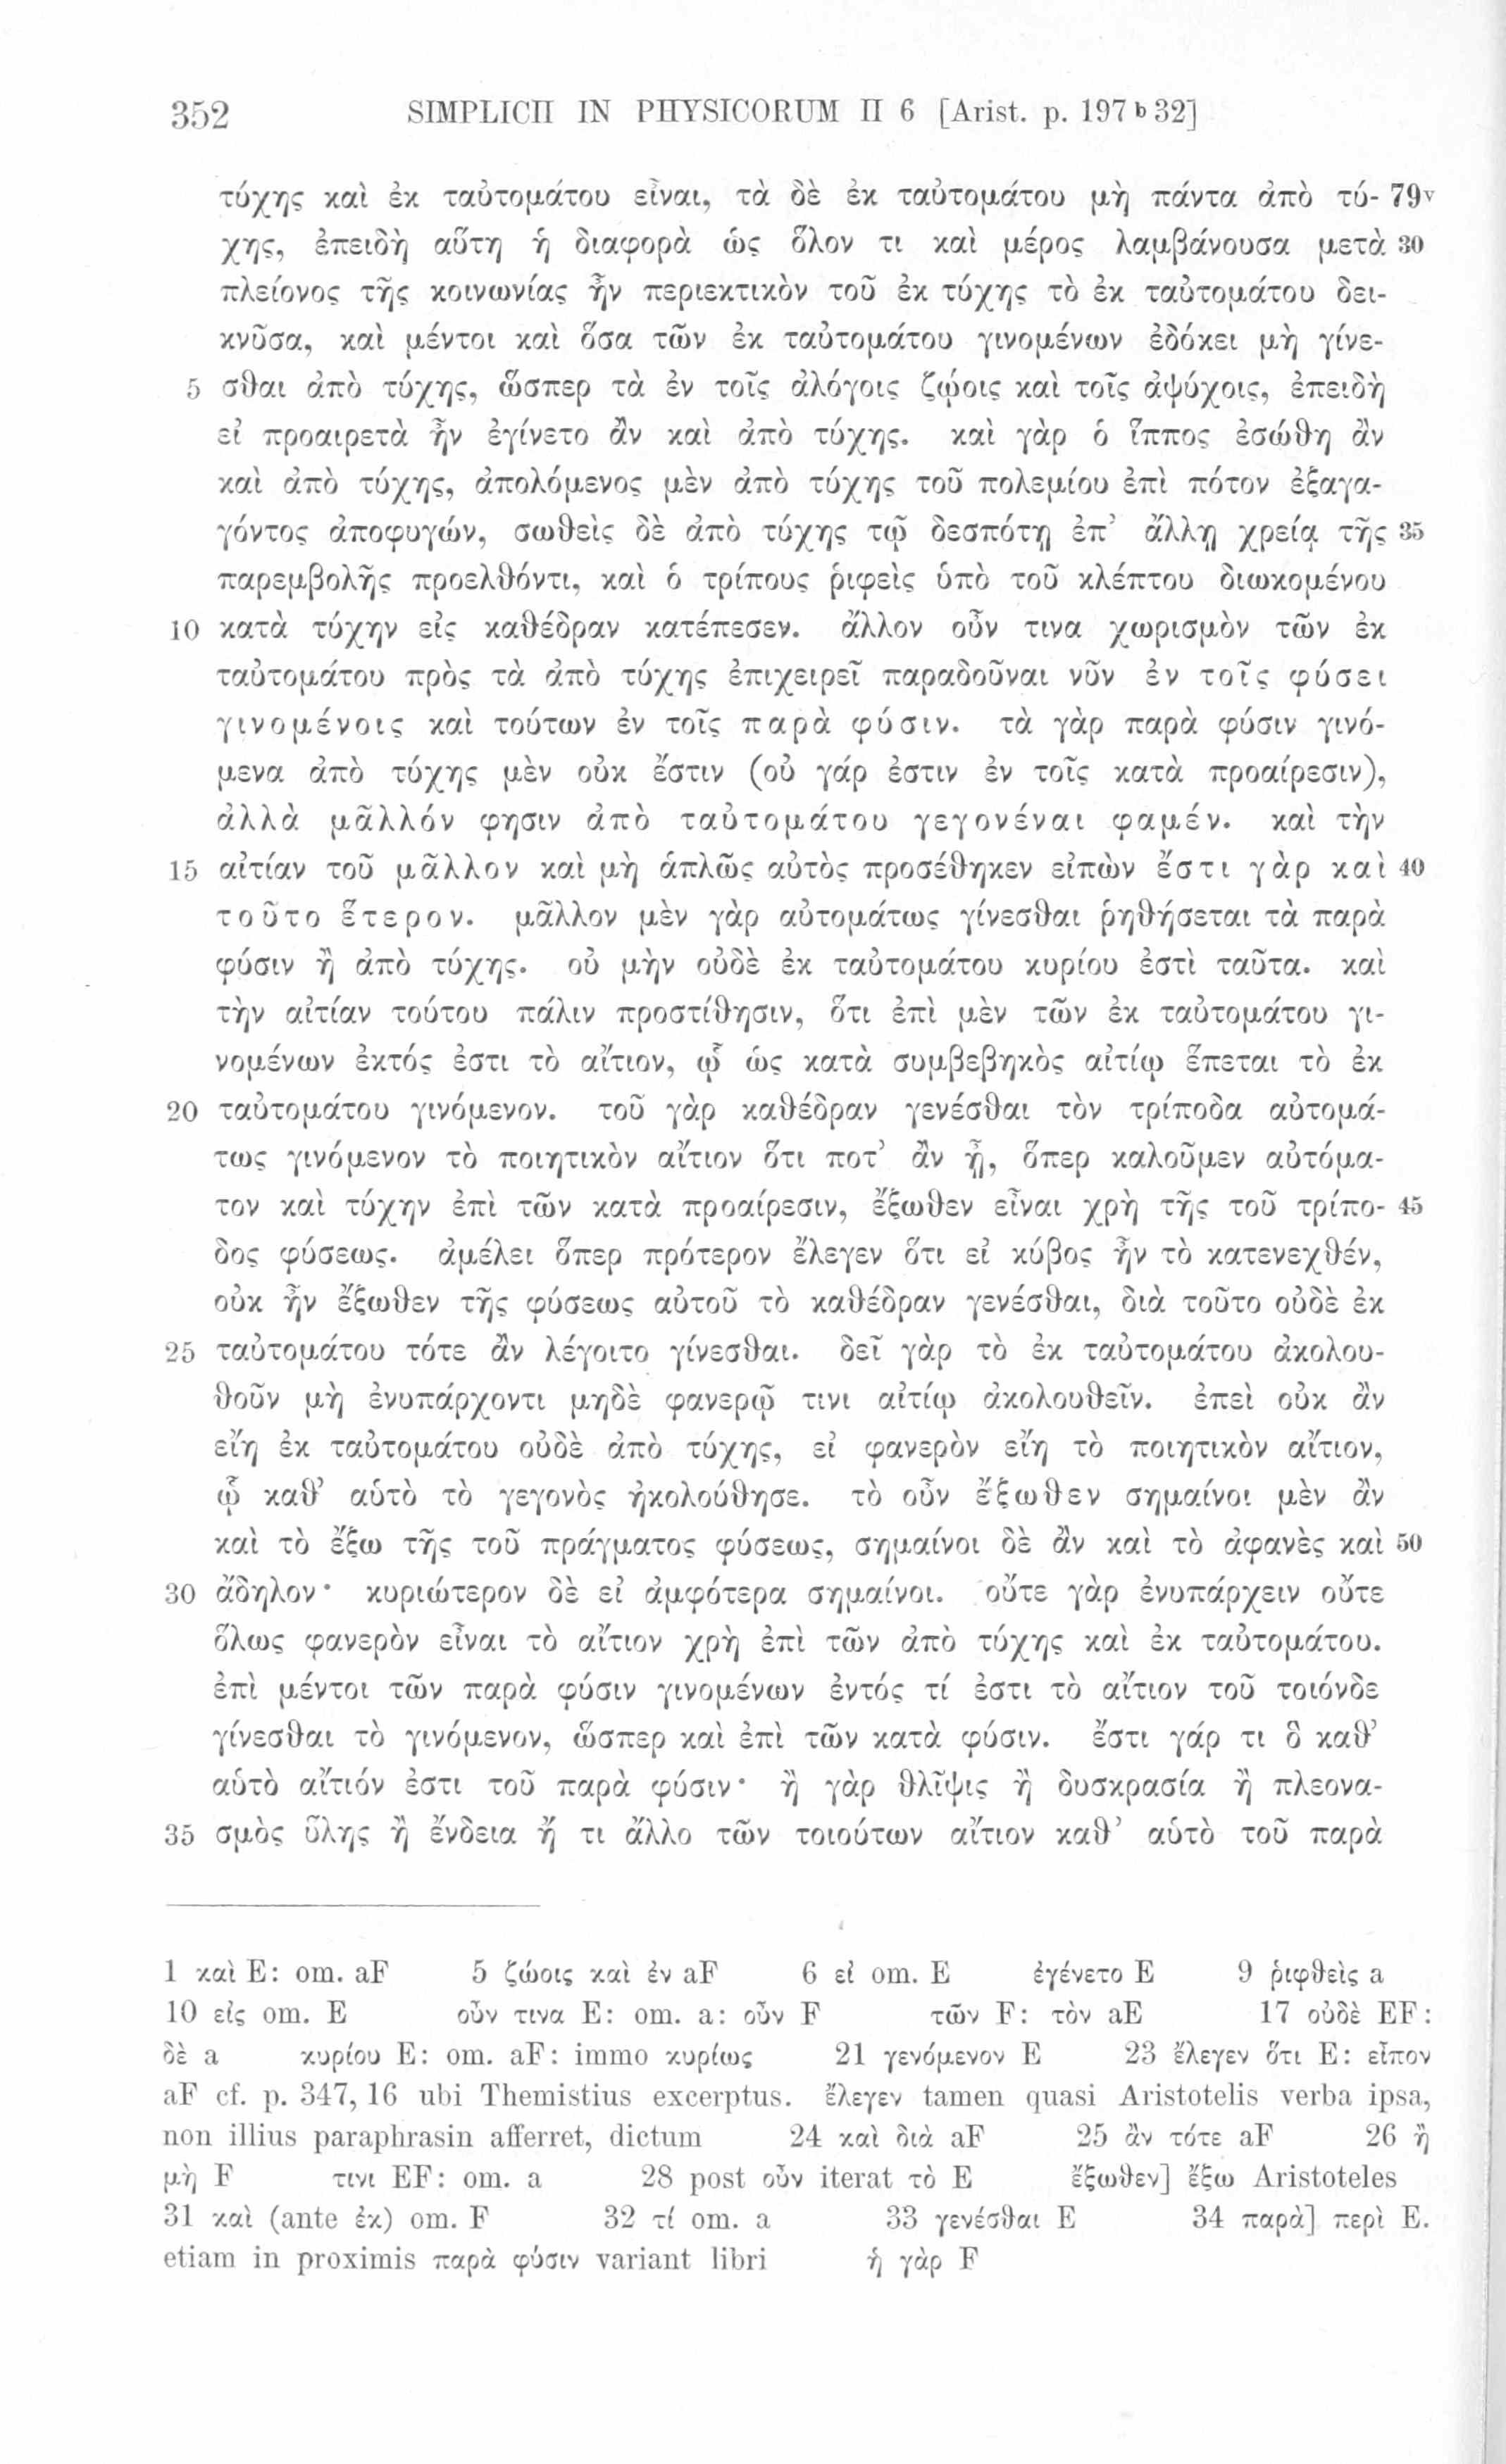 352 SIMPLICII IN PHYSICORUM II 6 [Arist. p. 197 b 32]
τύχης καὶ ἐκ ταὐτομάτου εἶναι, τὰ δὲ ἐκ ταὐτομάτου μὴ πάντα ἀπὸ τύ- 79v
χης, ἐπειδὴ αὕτη ἡ διαφορὰ ὡς ὅλον τι καὶ μέρος λαμβάνουσα μετὰ 30
πλείονος τῆς κοινωνίας ἦν περιεκτικὸν τοῦ ἐκ τύχης τὸ ἐκ ταὐτομάτου δει-
κνῦσα, καὶ μέντοι καὶ ὅσα τῶν ἐκ ταὐτομάτου γινομένων ἐδόκει μὴ γίνε-
5 σθαι ἀπὸ τύχης, ὥσπερ τὰ ἐν τοῖς ἀλόγοις ζῴοις καὶ τοῖς ἀψύχοις, ἐπειδὴ
εἰ προαιρετὰ ἦν ἐγίνετο ἂν καὶ ἀπὸ τύχης. καὶ γὰρ ὁ ἵππος ἐσώθη ἂν
καὶ ἀπὸ τύχης, ἀπολόμενος μὲν ἀπὸ τύχης τοῦ πολεμίου ἐπὶ πότον ἐξαγα-
γόντος ἀποφυγών, σωθεὶς δὲ ἀπὸ τύχης τῷ δεσπότῃ ἐπ' ἄλλῃ χρείᾳ τῆς 35
παρεμβολῆς προελθόντι, καὶ ὁ τρίπους ῥιφεὶς ὑπὸ τοῦ κλέπτου διωκομένου
10 κατὰ τύχην εἰς καθέδραν κατέπεσεν. ἄλλον οὖν τινα χωρισμὸν τῶν ἐκ
ταὐτομάτου πρὸς τὰ ἀπὸ τύχης ἐπιχειρεῖ παραδοῦναι νῦν ἐν τοῖς φύσει
γινομένοις καὶ τούτων ἐν τοῖς παρὰ φύσιν. τὰ γὰρ παρὰ φύσιν γινό-
μενα ἀπὸ τύχης μὲν οὐκ ἔστιν (οὐ γάρ ἐστιν ἐν τοῖς κατὰ προαίρεσιν),
ἀλλὰ μᾶλλόν φησιν ἀπὸ ταὐτομάτου γεγονέναι φαμέν. καὶ τὴν
15 αἰτίαν τοῦ μᾶλλον καὶ μὴ ἁπλῶς αὐτὸς προσέθηκεν εἰπὼν ἔστι γὰρ καὶ 40
τοῦτο ἕτερον. μᾶλλον μὲν γὰρ αὐτομάτως γίνεσθαι ῥηθήσεται τὰ παρὰ
φύσιν ἢ ἀπὸ τύχης. οὐ μὴν οὐδὲ ἐκ ταὐτομάτου κυρίου ἐστὶ ταῦτα. καὶ
τὴν αἰτίαν τούτου πάλιν προστίθησιν, ὅτι ἐπὶ μὲν τῶν ἐκ ταὐτομάτου γι-
νομένων ἐκτός ἐστι τὸ αἴτιον, ᾧ ὡς κατὰ συμβεβηκὸς αἰτίῳ ἕπεται τὸ ἐκ
20 ταὐτομάτου γινόμενον. τοῦ γὰρ καθέδραν γενέσθαι τὸν τρίποδα αὐτομά-
τως γινόμενον τὸ ποιητικὸν αἴτιον ὅτι ποτ' ἂν ᾖ, ὅπερ καλοῦμεν αὐτόμα-
τον καὶ τύχην ἐπὶ τῶν κατὰ προαίρεσιν, ἔξωθεν εἶναι χρὴ τῆς τοῦ τρίπο- 45
δος φύσεως. ἀμέλει ὅπερ πρότερον ἔλεγεν ὅτι εἰ κύβος ἦν τὸ κατενεχθέν,
οὐκ ἦν ἔξωθεν τῆς φύσεως αὐτοῦ τὸ καθέδραν γενέσθαι, διὰ τοῦτο οὐδὲ ἐκ
25 ταὐτομάτου τότε ἂν λέγοιτο γίνεσθαι. δεῖ γὰρ τὸ ἐκ ταὐτομάτου ἀκολου-
θοῦν μὴ ἐνυπάρχοντι μηδὲ φανερῷ τινι αἰτίῳ ἀκολουθεῖν. ἐπεὶ οὐκ ἂν
εἴη ἐκ ταὐτομάτου οὐδὲ ἀπὸ τύχης, εἰ φανερὸν εἴη τὸ ποιητικὸν αἴτιον,
ᾧ καθ' αὑτὸ τὸ γεγονὸς ἠκολούθησε. τὸ οὖν ἔξωθεν σημαίνοι μὲν ἂν
καὶ τὸ ἔξω τῆς τοῦ πράγματος φύσεως, σημαίνοι δὲ ἂν καὶ τὸ ἀφανὲς καὶ 50
30 ἄδηλον· κυριώτερον δὲ εἰ ἀμφότερα σημαίνοι. οὔτε γὰρ ἐνυπάρχειν οὔτε
ὅλως φανερὸν εἶναι τὸ αἴτιον χρὴ ἐπὶ τῶν ἀπὸ τύχης καὶ ἐκ ταὐτομάτου.
ἐπὶ μέντοι τῶν παρὰ φύσιν γινομένων ἐντός τί ἐστι τὸ αἴτιον τοῦ τοιόνδε
γίνεσθαι τὸ γινόμενον, ὥσπερ καὶ ἐπὶ τῶν κατὰ φύσιν. ἔστι γάρ τι ὃ καθ'
αὑτὸ αἴτιόν ἐστι τοῦ παρὰ φύσιν· ἢ γὰρ θλῖψις ἢ δυσκρασία ἢ πλεονα-
35 σμὸς ὕλης ἢ ἔνδεια ἤ τι ἄλλο τῶν τοιούτων αἴτιον καθ' αὑτὸ τοῦ παρὰ
1 καὶ E: om. aF 5 ζώοις καὶ ἐν aF 6 εἰ om. E ἐγένετο E 9 ῥιφθεὶς a
10 εἰς om. E οὖν τινα E: om. a: οὖν F τῶν F: τὸν aE 17 οὐδὲ EF:
δὲ a κυρίου E: om. aF: immo κυρίως 21 γενόμενον E 23 ἔλεγεν ὅτι E: εἶπον
aF cf. p. 347, 16 ubi Themistius excerptus. ἔλεγεν tamen quasi Aristotelis verba ipsa,
non illius paraphrasin afferret, dictum 24 καὶ διὰ aF 25 ἂν τότε aF 26 ἢ
μὴ F τινι EF: om. a 28 post οὖν iterat τὸ E ἔξωθεν] ἔξω Aristoteles
31 καὶ (ante ἐκ) om. F 32 τί om. a 33 γενέσθαι E 34 παρὰ] περὶ E.
etiam in proximis παρὰ φύσιν variant libri ἡ γὰρ F